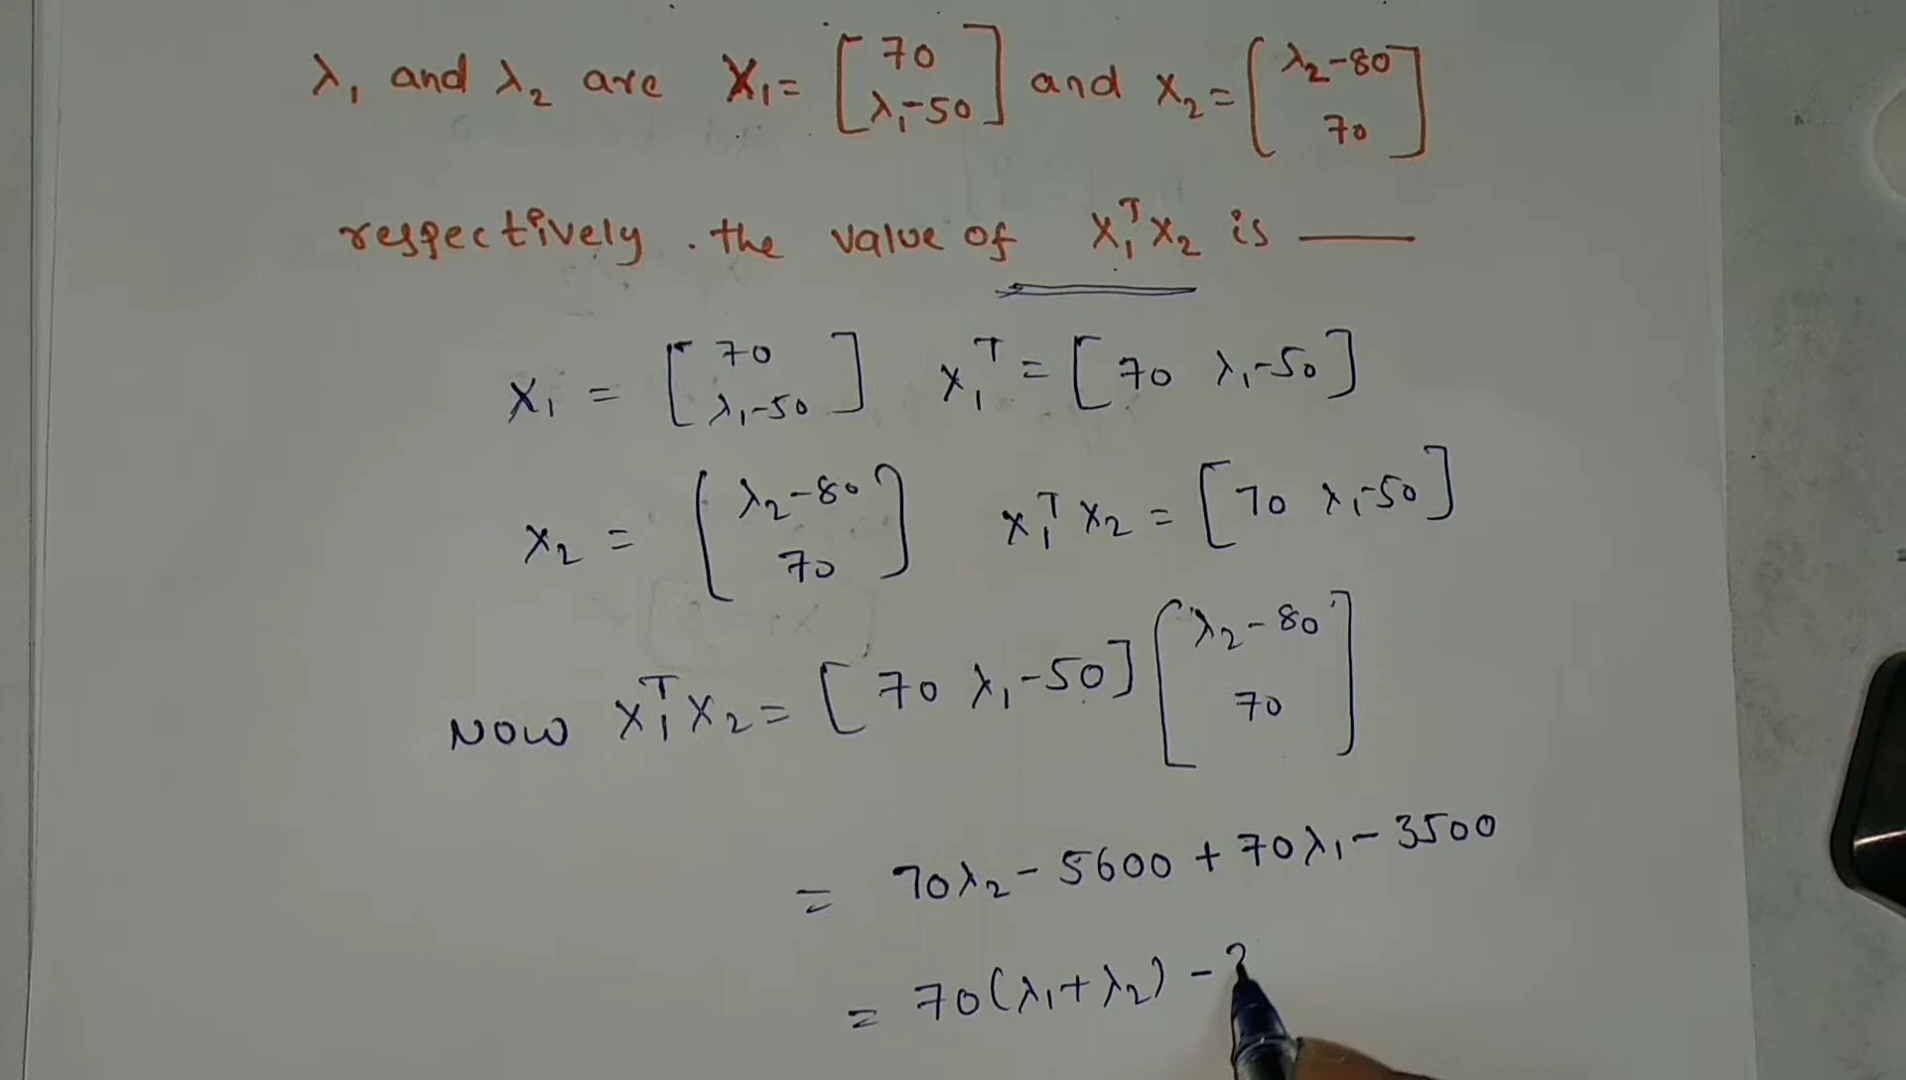 λ₁ and λ₂ are X₁ = [70 λ₁-50] and X₂ = [λ₂-80 70]
respectively. the value of X₁ᵀX₂ is ——
X₁ = [70 λ₁-50] X₁ᵀ = [70 λ₁-50]
X₂ = [λ₂-80 70] X₁ᵀX₂ = [70 λ₁-50]
NOW X₁ᵀX₂ = [70 λ₁-50] [λ₂-80 70]
= 70λ₂ - 5600 + 70λ₁ - 3500
= 70(λ₁+λ₂) -